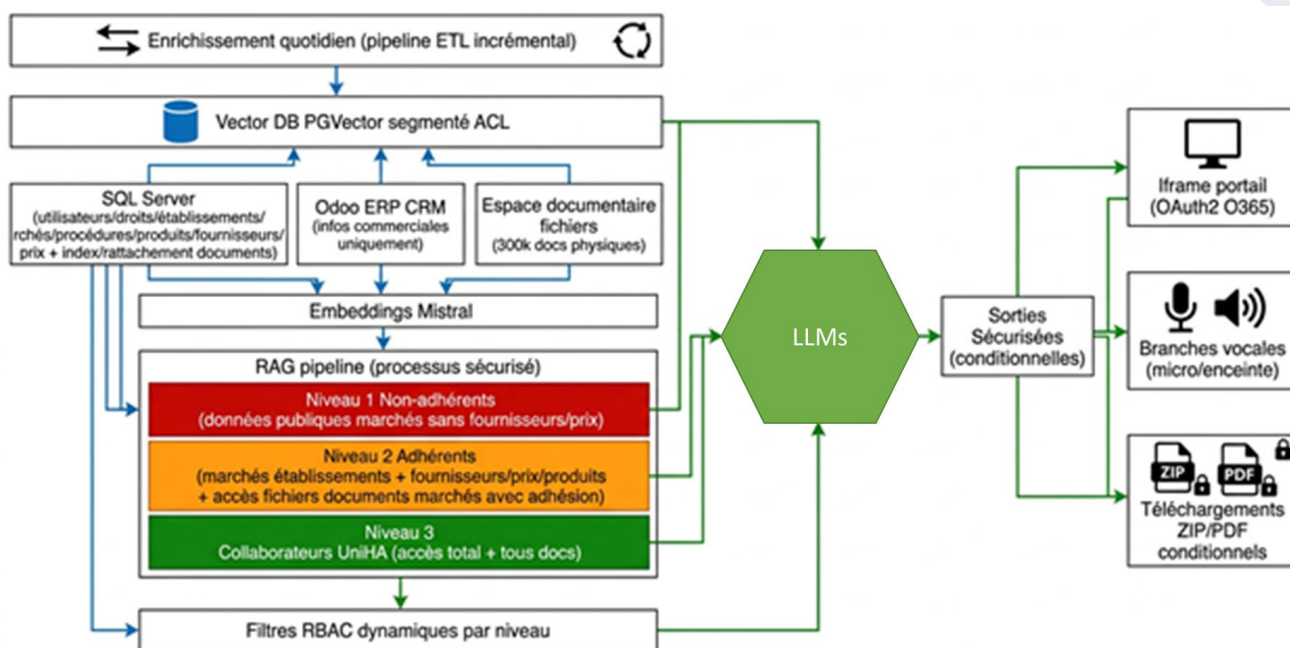 Enrichissement quotidien (pipeline ETL incrémental)
Vector DB PGVector segmenté ACL
SQL Server
(utilisateurs/droits/établissements/
rchés/procédures/produits/fournisseurs/
prix + index/rattachement documents)
Odoo ERP CRM
(infos commerciales
uniquement)
Espace documentaire
fichiers
(300k docs physiques)
Embeddings Mistral
RAG pipeline (processus sécurisé)
Niveau 1 Non-adhérents
(données publiques marchés sans fournisseurs/prix)
Niveau 2 Adhérents
(marchés établissements + fournisseurs/prix/produits
+ accès fichiers documents marchés avec adhésion)
Niveau 3
Collaborateurs UniHA (accès total + tous docs)
Filtres RBAC dynamiques par niveau
LLMs
Sorties
Sécurisées
(conditionnelles)
Iframe portail
(OAuth2 O365)
Branches vocales
(micro/enceinte)
ZIP
PDF
Téléchargements
ZIP/PDF
conditionnels